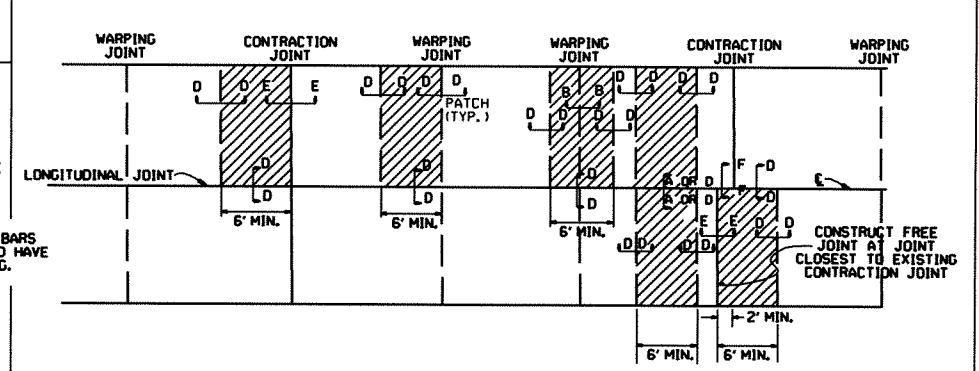 WARPING JOINT
CONTRACTION JOINT
WARPING JOINT
WARPING JOINT
CONTRACTION JOINT
WARPING JOINT
D D E E
D D D D
PATCH
(TYP.)
B B
D D D D
D D D D
LONGITUDINAL JOINT
D
D
D
D
D
D
A OR D
A OR D
F
F
D
D
℄
6' MIN.
6' MIN.
6' MIN.
E E D D
D D D D
BARS
HAVE
CONSTRUCT FREE
JOINT AT JOINT
CLOSEST TO EXISTING
CONTRACTION JOINT
2' MIN.
6' MIN.
6' MIN.